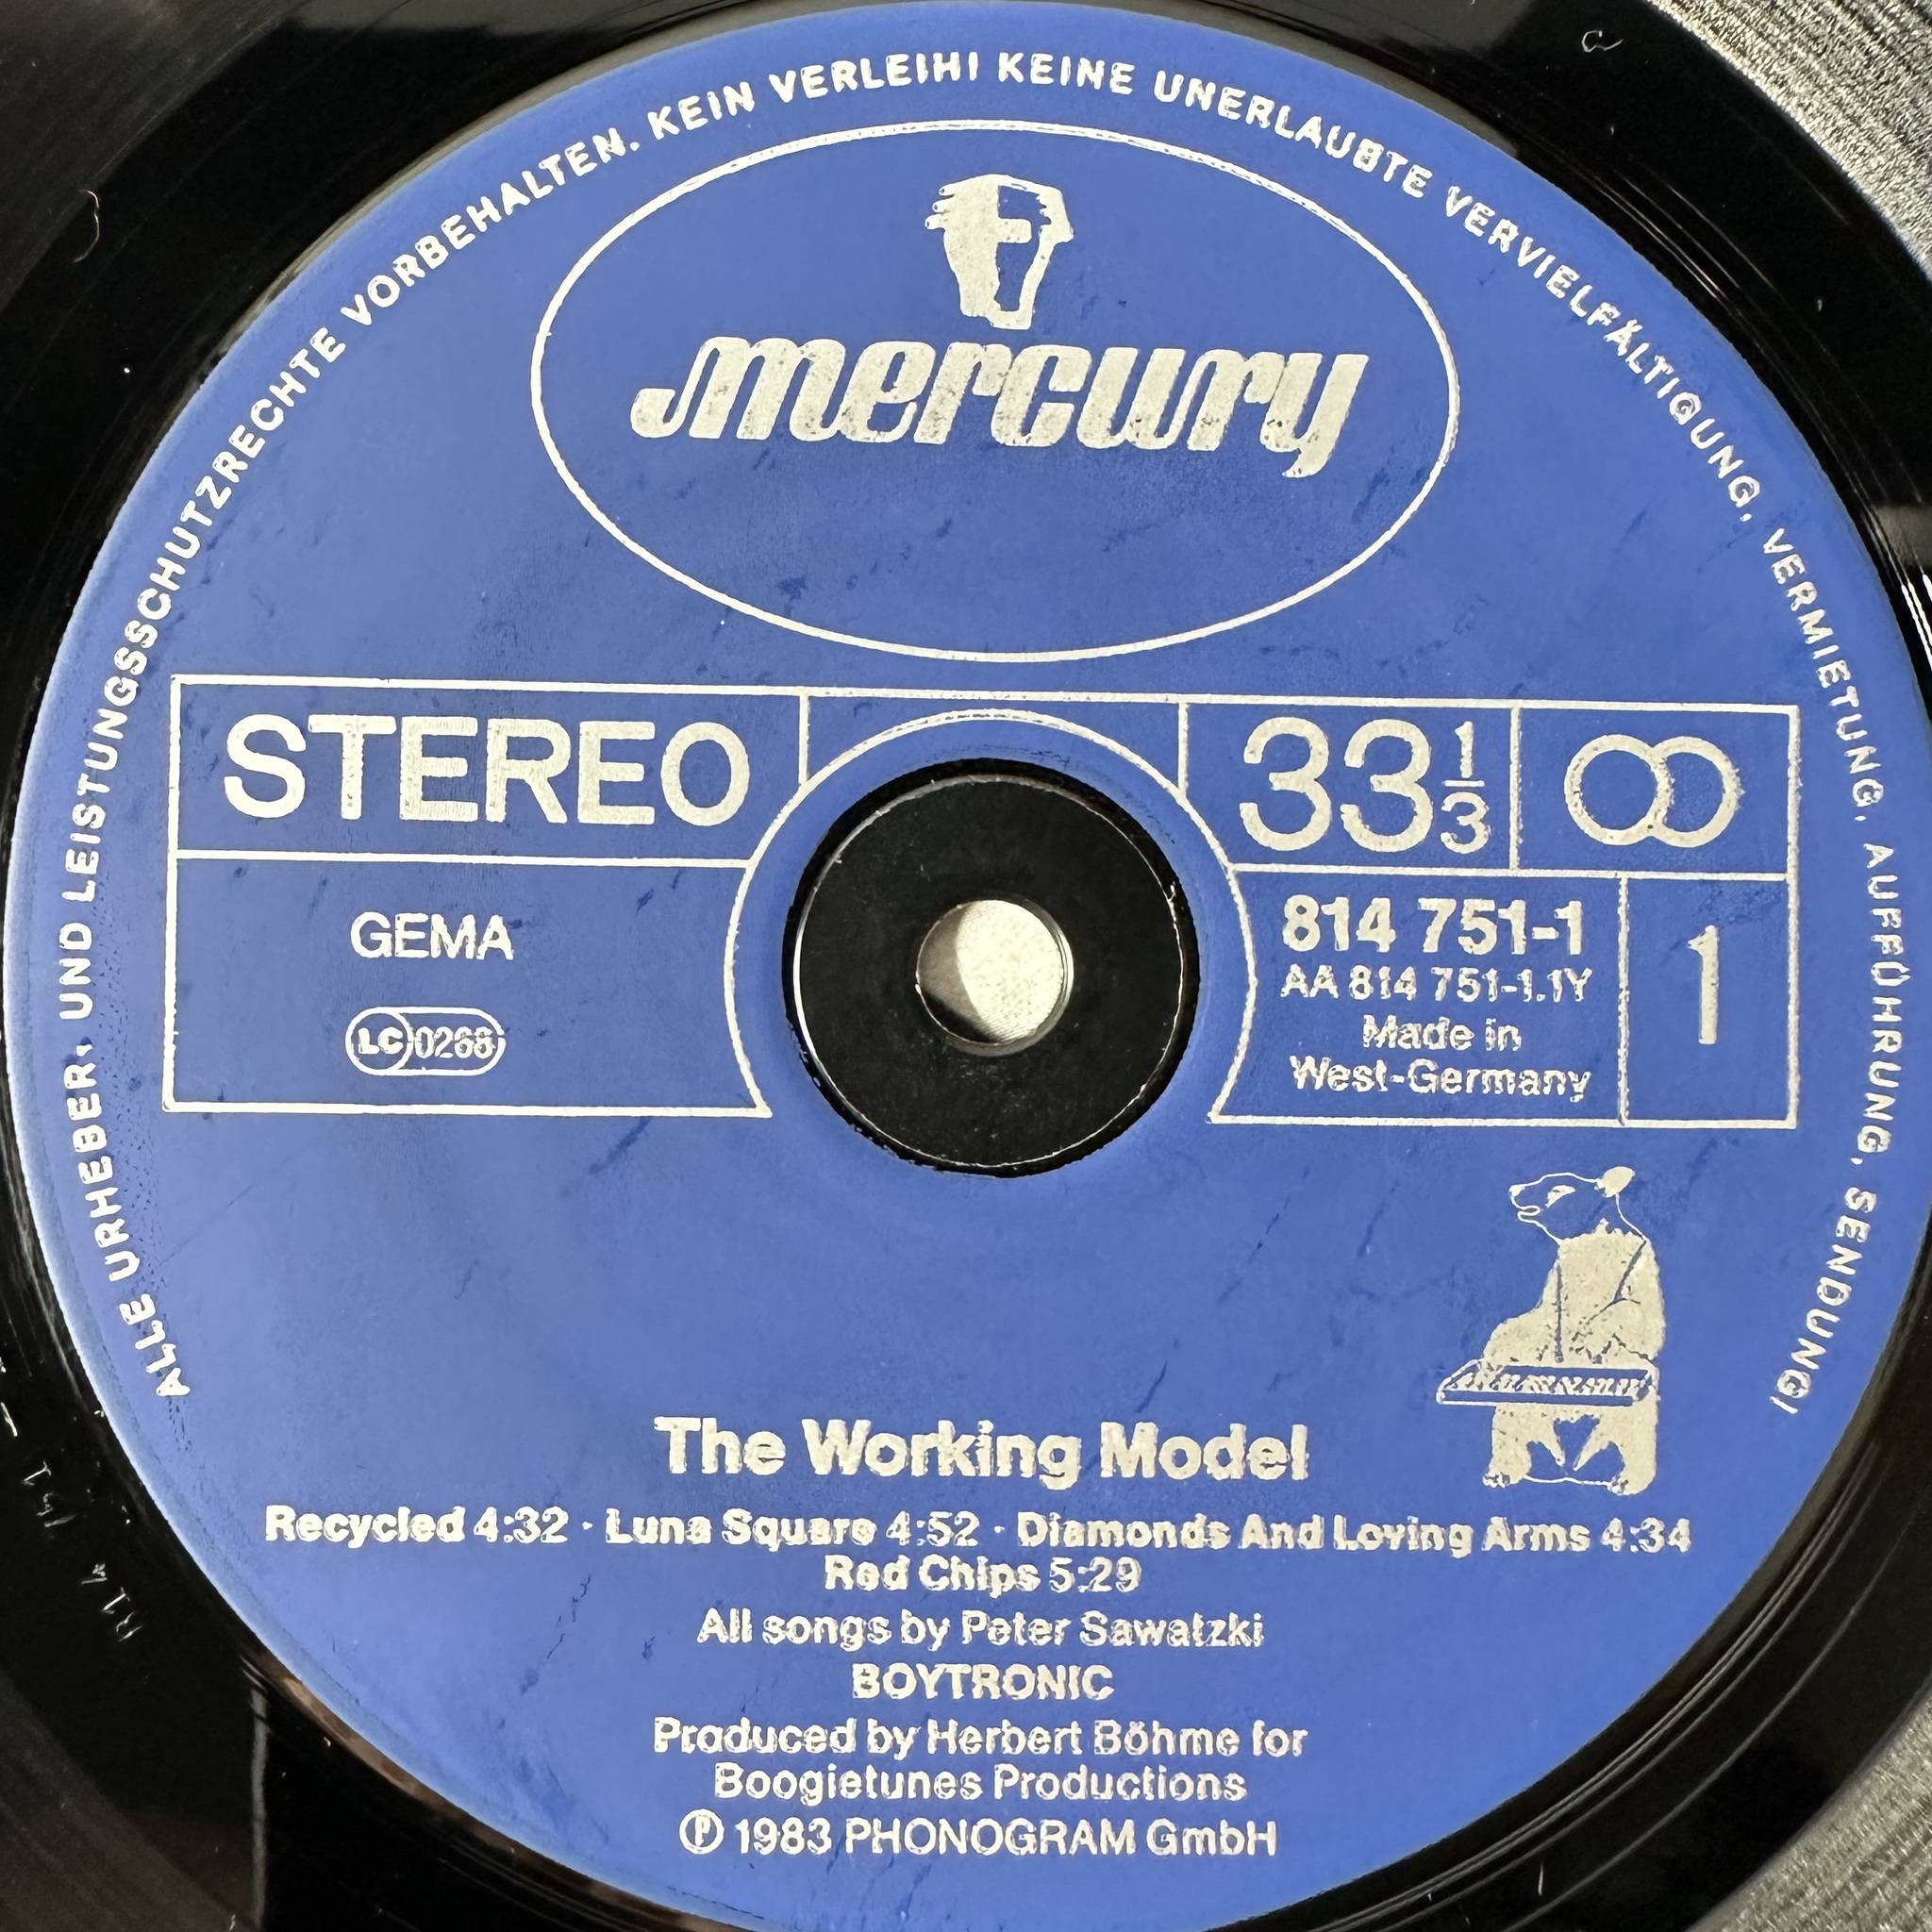 ALLE URHEBER. UND LEISTUNGSSCHUTZRECHTE VORBEHALTEN. KEIN VERLEIH! KEINE UNERLAUBTE VERVIELFÄLTIGUNG, VERMIETUNG, AUFFÜHRUNG, SENDUNG!
mercury
STEREO
33 1/3
GEMA
LC 0268
814 751-1
AA 814 751-1.1Y
Made in
West-Germany
1
The Working Model
Recycled 4:32 · Luna Square 4:52 · Diamonds And Loving Arms 4:34
Red Chips 5:29
All songs by Peter Sawatzki
BOYTRONIC
Produced by Herbert Böhme for
Boogietunes Productions
℗ 1983 PHONOGRAM GmbH